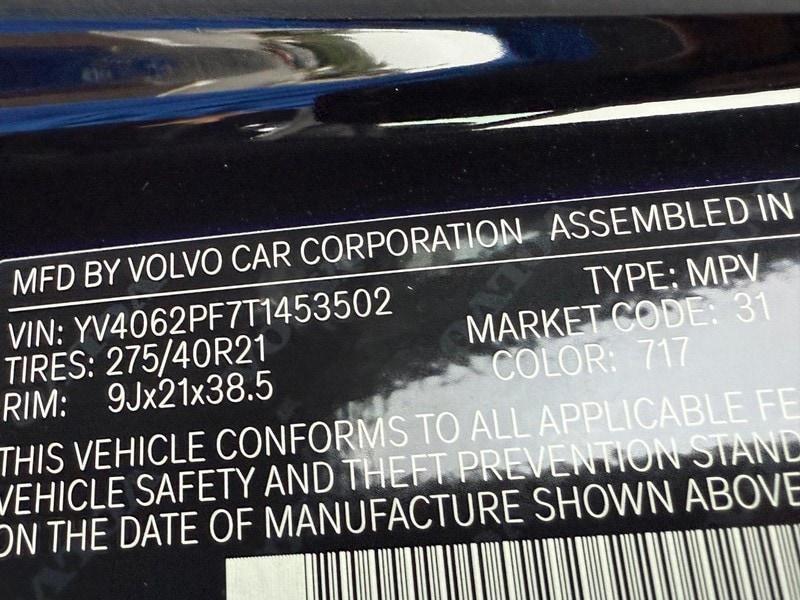 MFD BY VOLVO CAR CORPORATION ASSEMBLED IN
VIN: YV4062PF7T1453502 TYPE: MPV
TIRES: 275/40R21 MARKET CODE: 31
RIM: 9Jx21x38.5 COLOR: 717
THIS VEHICLE CONFORMS TO ALL APPLICABLE FE
VEHICLE SAFETY AND THEFT PREVENTION STAND
ON THE DATE OF MANUFACTURE SHOWN ABOVE